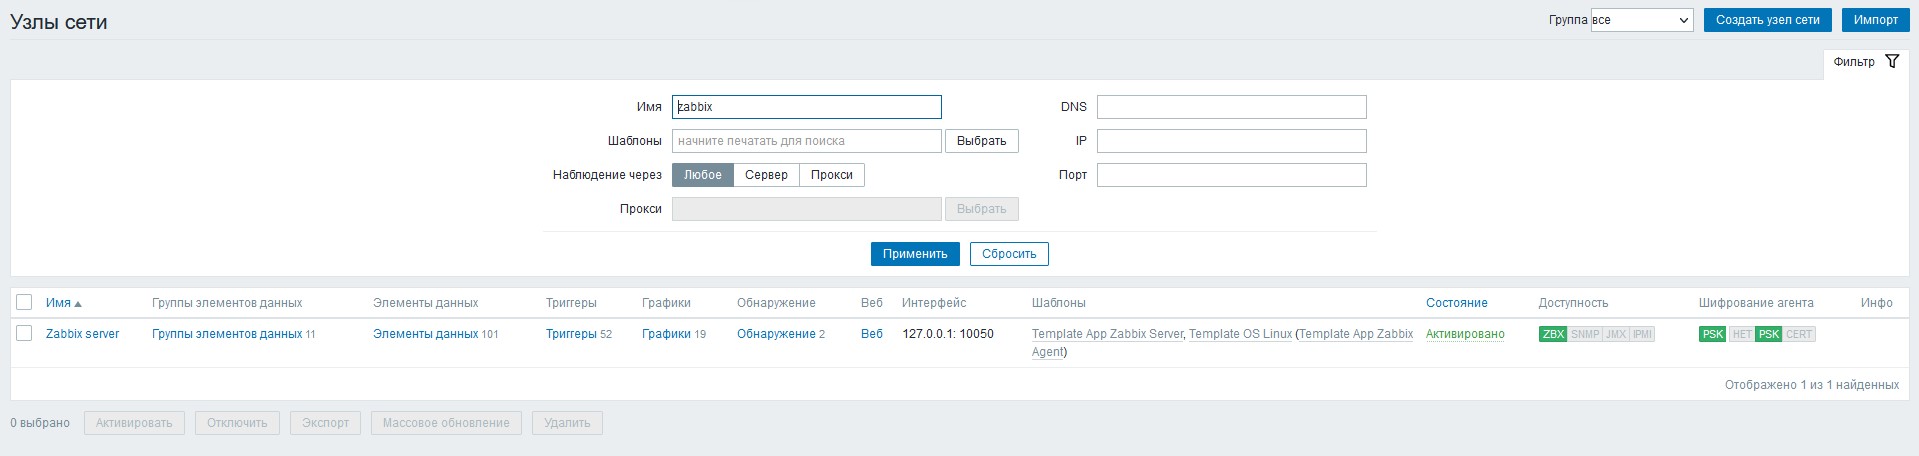 Узлы сети
Группа все Создать узел сети Импорт
Фильтр
Имя zabbix DNS
Шаблоны начните печатать для поиска Выбрать IP
Наблюдение через Любое Сервер Прокси Порт
Прокси Выбрать
Применить Сбросить
Имя Группы элементов данных Элементы данных Триггеры Графики Обнаружение Веб Интерфейс Шаблоны Состояние Доступность Шифрование агента Инфо
Zabbix server Группы элементов данных 11 Элементы данных 101 Триггеры 52 Графики 19 Обнаружение 2 Веб 127.0.0.1: 10050 Template App Zabbix Server, Template OS Linux (Template App Zabbix Активировано ZBX SNMP JMX IPMI PSK НЕТ PSK CERT
Agent)
Отображено 1 из 1 найденных
0 выбрано Активировать Отключить Экспорт Массовое обновление Удалить